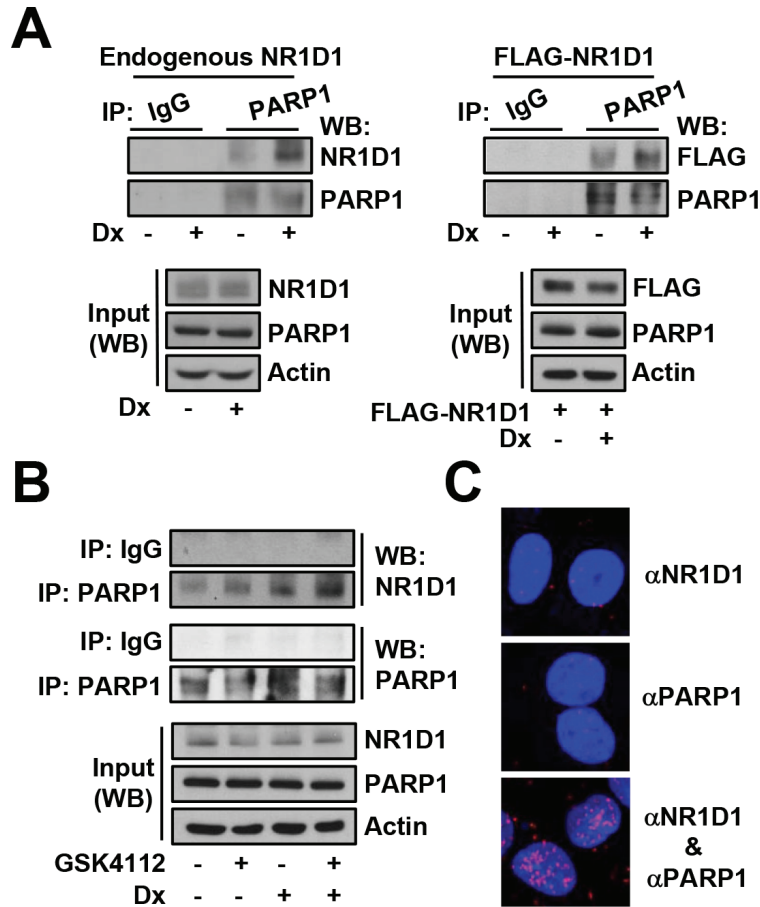 A
Endogenous NR1D1
IP: IgG PARP1
WB:
NR1D1
PARP1
Dx - + - +
Input
(WB)
NR1D1
PARP1
Actin
Dx - +
FLAG-NR1D1
IP: IgG PARP1
WB:
FLAG
PARP1
Dx - + - +
Input
(WB)
FLAG
PARP1
Actin
FLAG-NR1D1 + +
Dx - +
B
IP: IgG
IP: PARP1
WB:
NR1D1
IP: IgG
IP: PARP1
WB:
PARP1
Input
(WB)
NR1D1
PARP1
Actin
GSK4112 - + - +
Dx - - + +
C
αNR1D1
αPARP1
αNR1D1
&
αPARP1